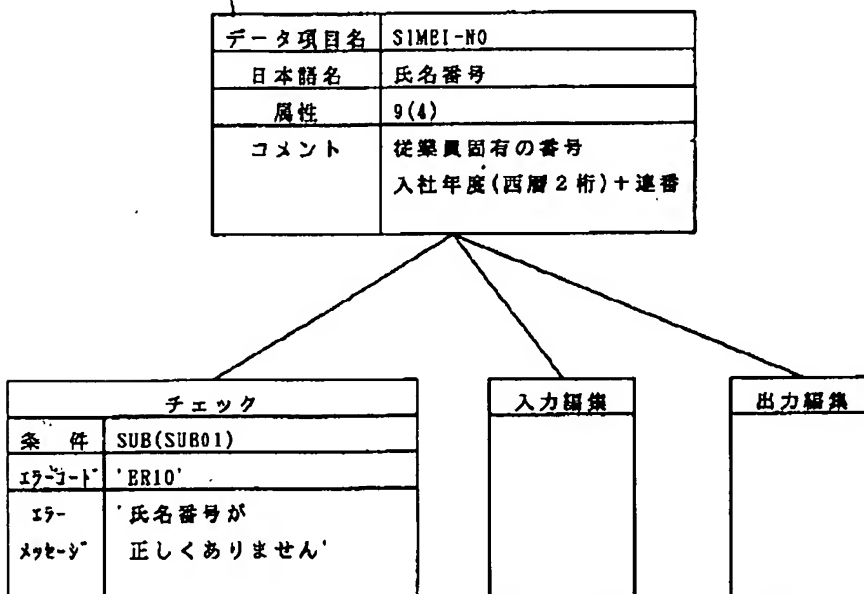 データ項目名 SIMEI-NO
日本語名 氏名番号
属性 9(4)
コメント 従業員固有の番号
入社年度(西暦2桁)+連番
チェック
条件 SUB(SUB01)
エラーコード 'ER10'
エラー '氏名番号が
メッセージ 正しくありません'
入力編集
出力編集